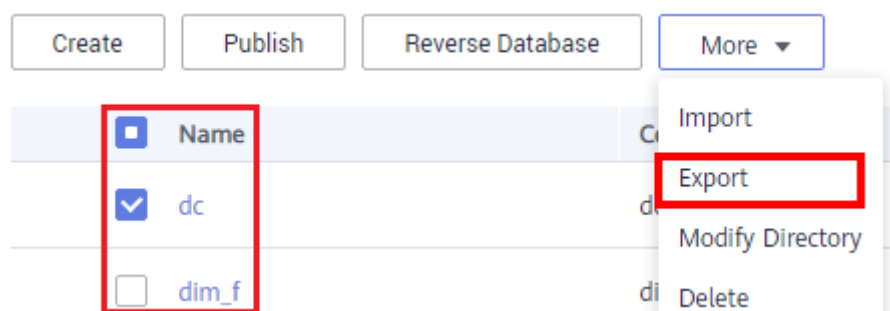 Create Publish Reverse Database More
Import
Name
Export
dc
Modify Directory
dim_f
Delete